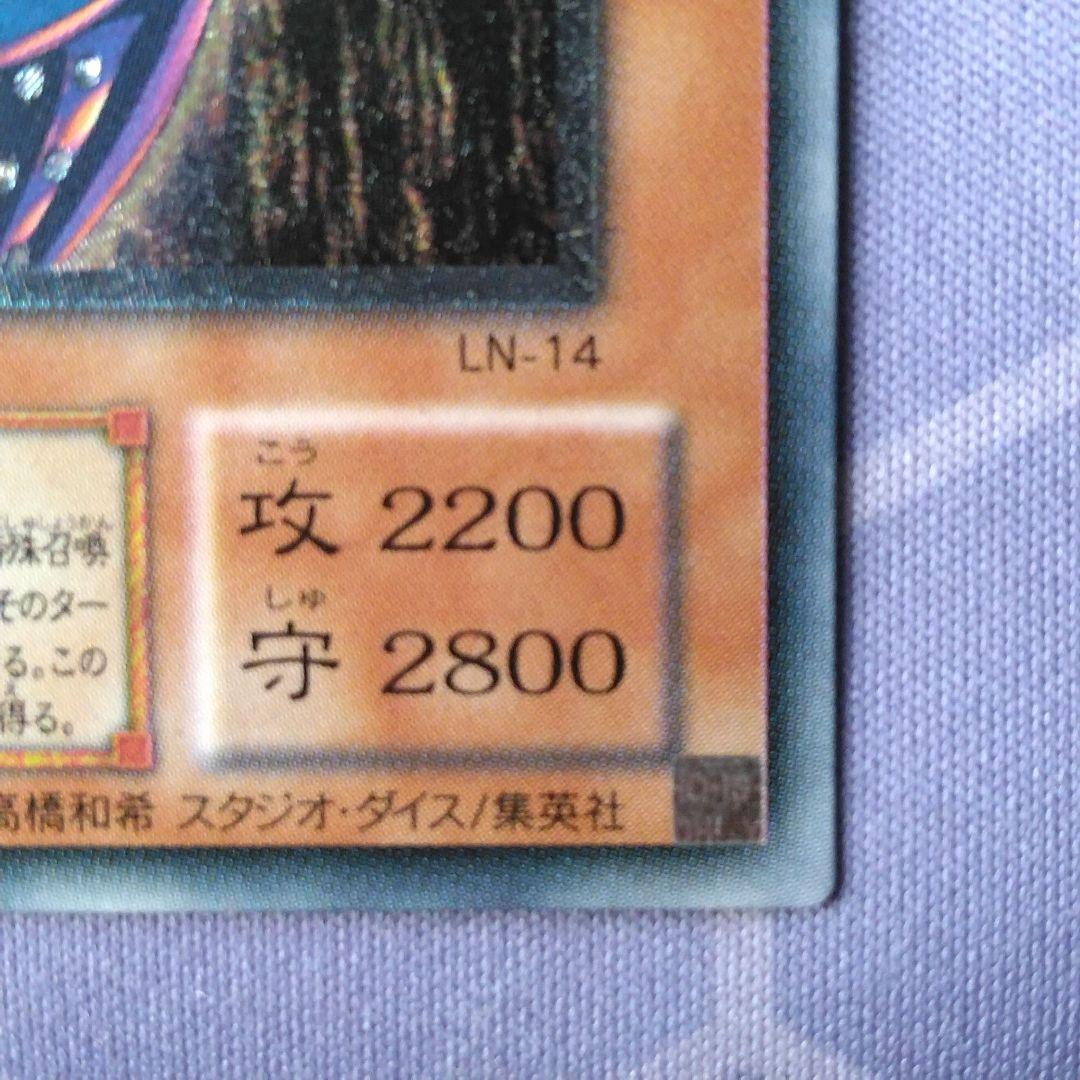 LN-14
こう
攻 2200
しゅ
守 2800
殊召喚
そのター
る。この
得る。
高橋和希 スタジオ・ダイス/集英社